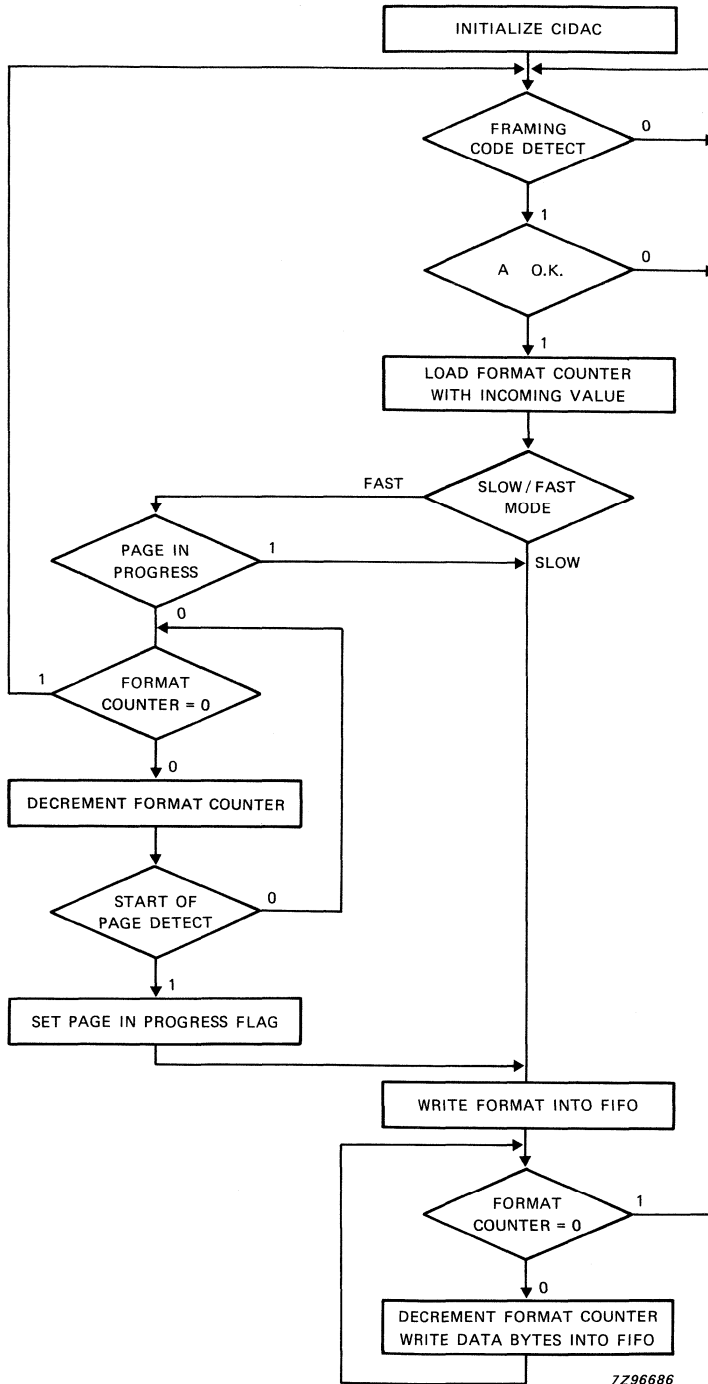 INITIALIZE CIDAC
FRAMING
CODE DETECT
0
1
A O.K.
0
1
LOAD FORMAT COUNTER
WITH INCOMING VALUE
FAST
SLOW / FAST
MODE
SLOW
PAGE IN
PROGRESS
1
0
1
FORMAT
COUNTER = 0
0
DECREMENT FORMAT COUNTER
START OF
PAGE DETECT
0
1
SET PAGE IN PROGRESS FLAG
WRITE FORMAT INTO FIFO
FORMAT
COUNTER = 0
1
0
DECREMENT FORMAT COUNTER
WRITE DATA BYTES INTO FIFO
7Z96686